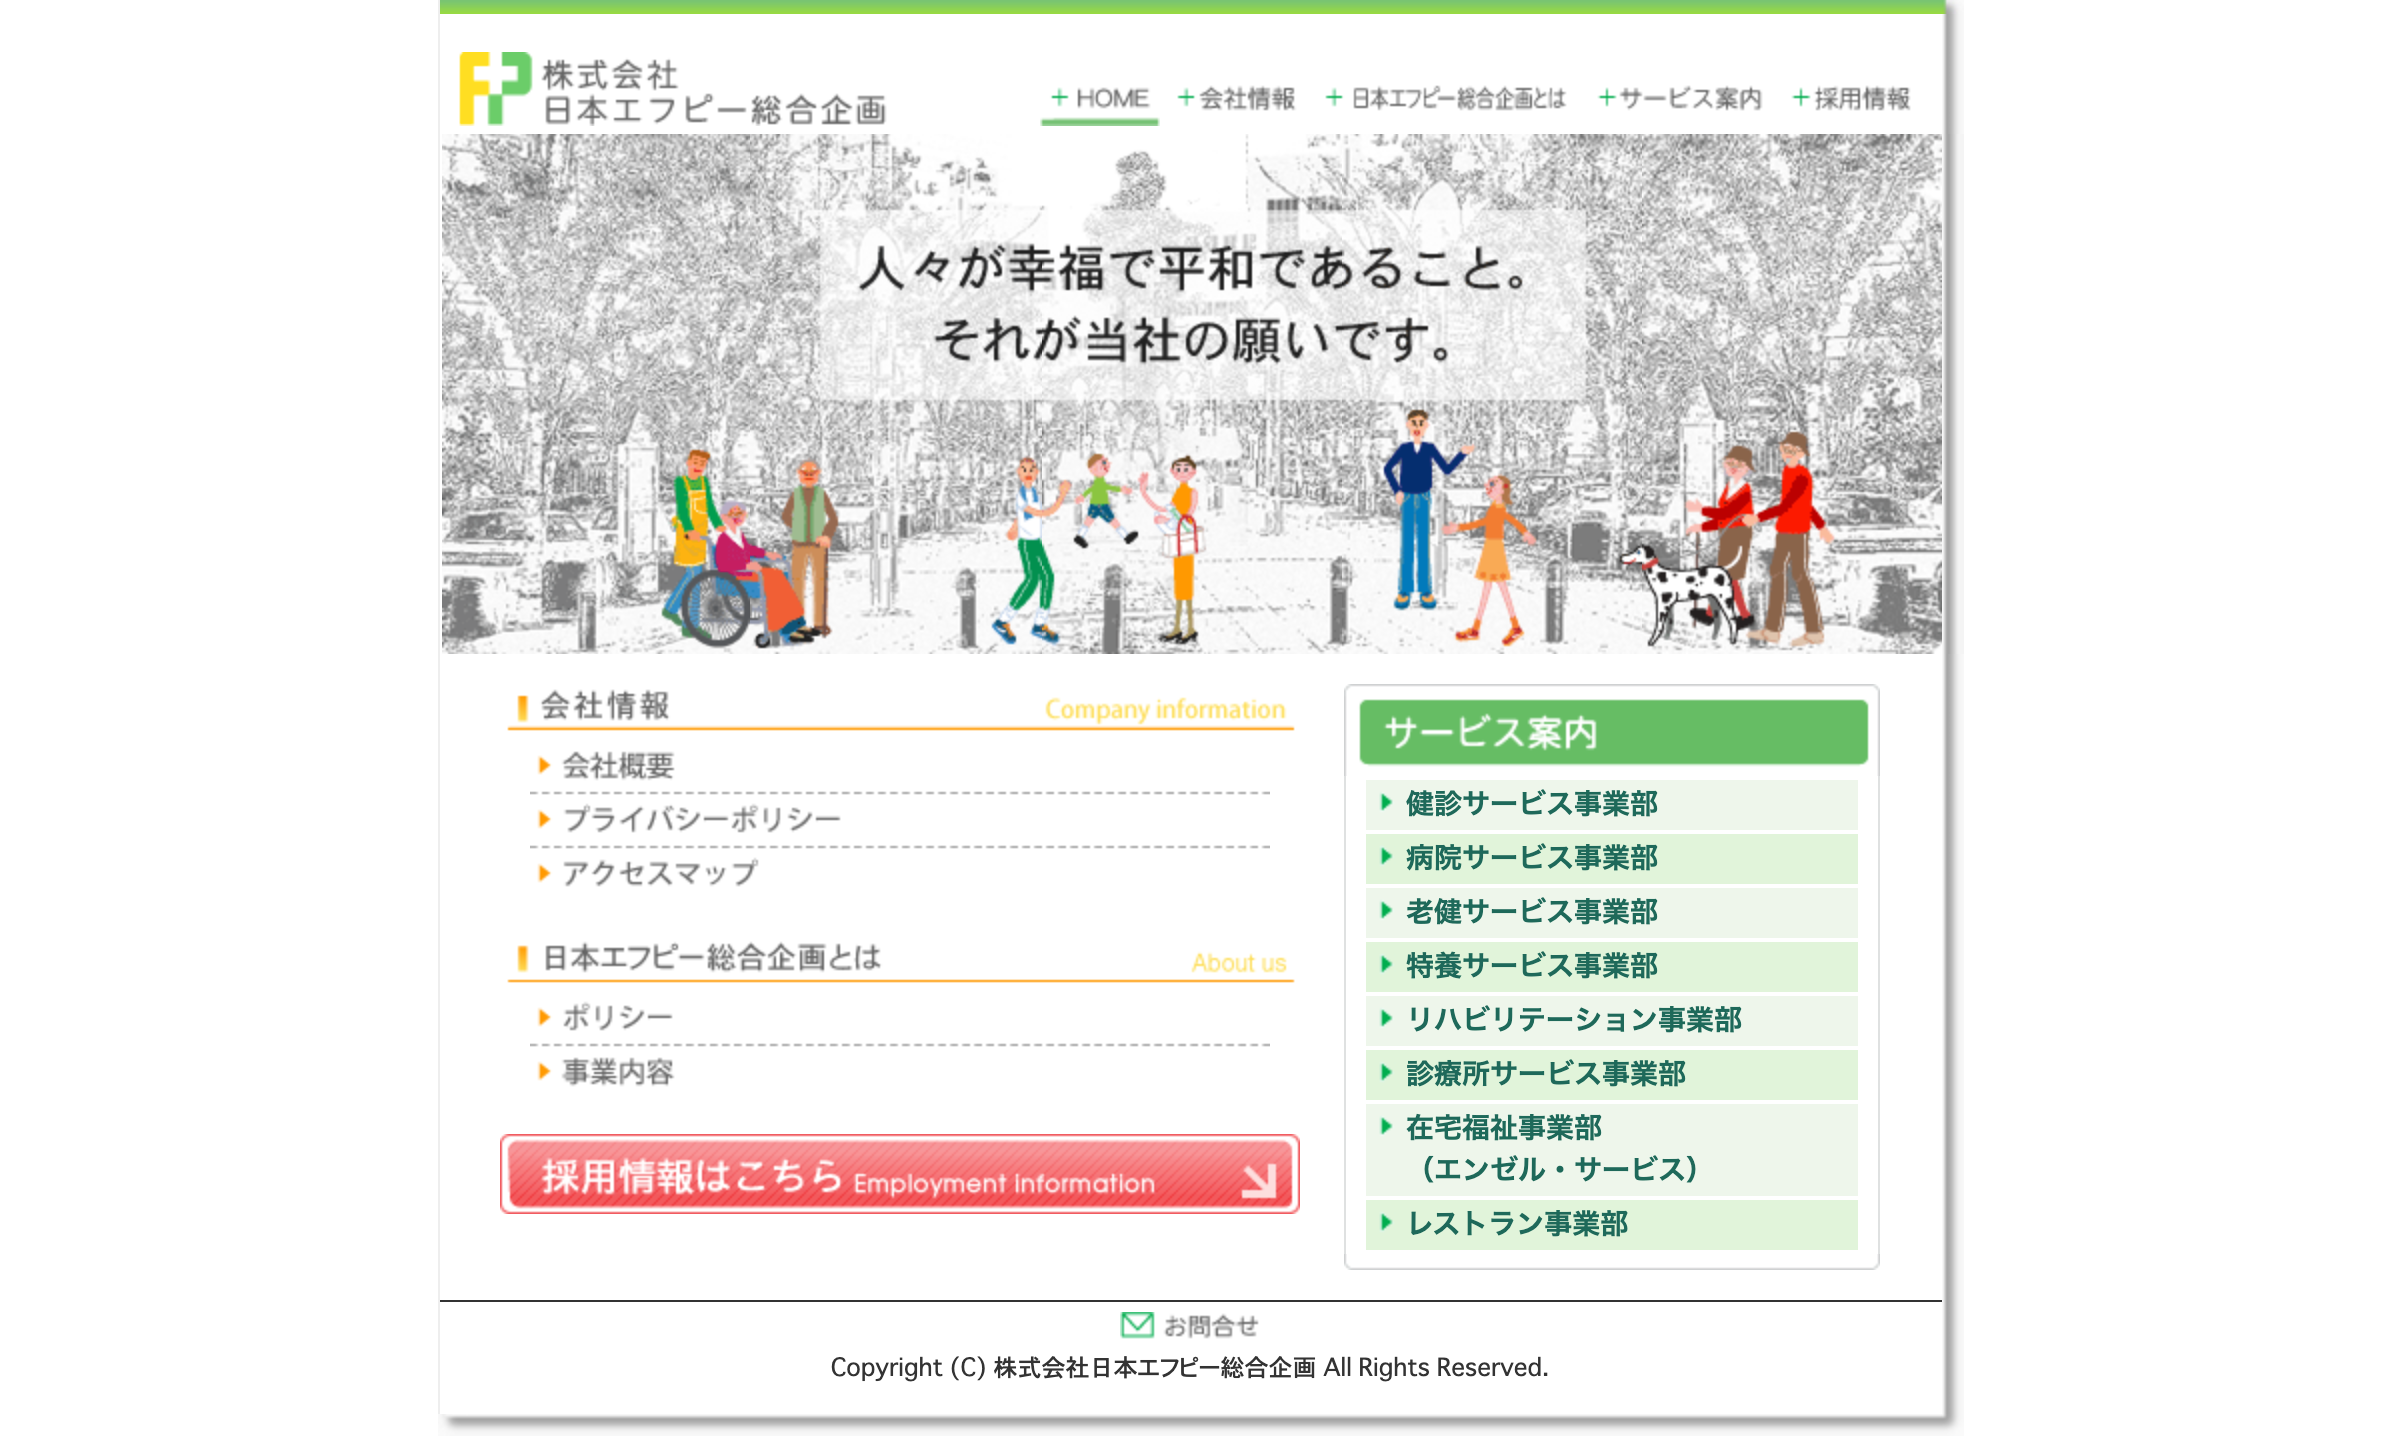 株式会社
日本エフピー総合企画
HOME
会社情報
日本エフピー総合企画とは
サービス案内
採用情報
人々が幸福で平和であること。
それが当社の願いです。
会社情報
Company information
会社概要
プライバシーポリシー
アクセスマップ
日本エフピー総合企画とは
About us
ポリシー
事業内容
採用情報はこちら Employment information
サービス案内
健診サービス事業部
病院サービス事業部
老健サービス事業部
特養サービス事業部
リハビリテーション事業部
診療所サービス事業部
在宅福祉事業部
（エンゼル・サービス）
レストラン事業部
お問合せ
Copyright (C) 株式会社日本エフピー総合企画 All Rights Reserved.